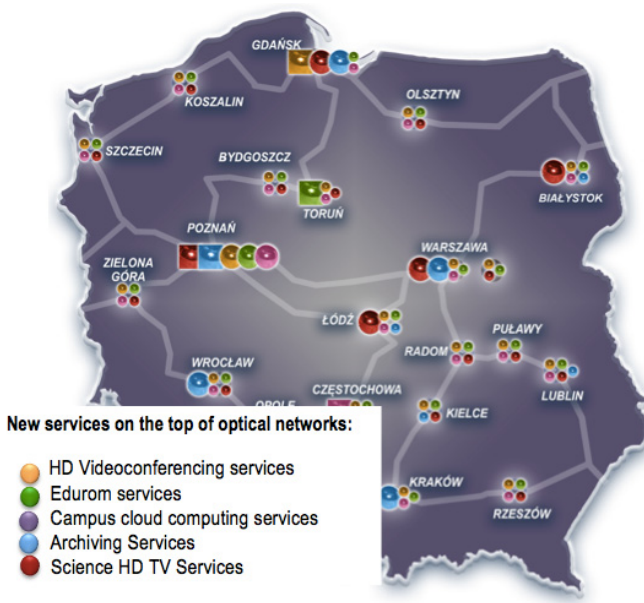 GDAŃSK
KOSZALIN
OLSZTYN
SZCZECIN
BYDGOSZCZ
TORUŃ
BIAŁYSTOK
POZNAŃ
WARSZAWA
ZIELONA
GÓRA
ŁÓDŹ
RADOM
PUŁAWY
WROCŁAW
LUBLIN
CZĘSTOCHOWA
OPOLE
KIELCE
New services on the top of optical networks:
HD Videoconferencing services
Edurom services
Campus cloud computing services
Archiving Services
Science HD TV Services
KRAKÓW
RZESZÓW